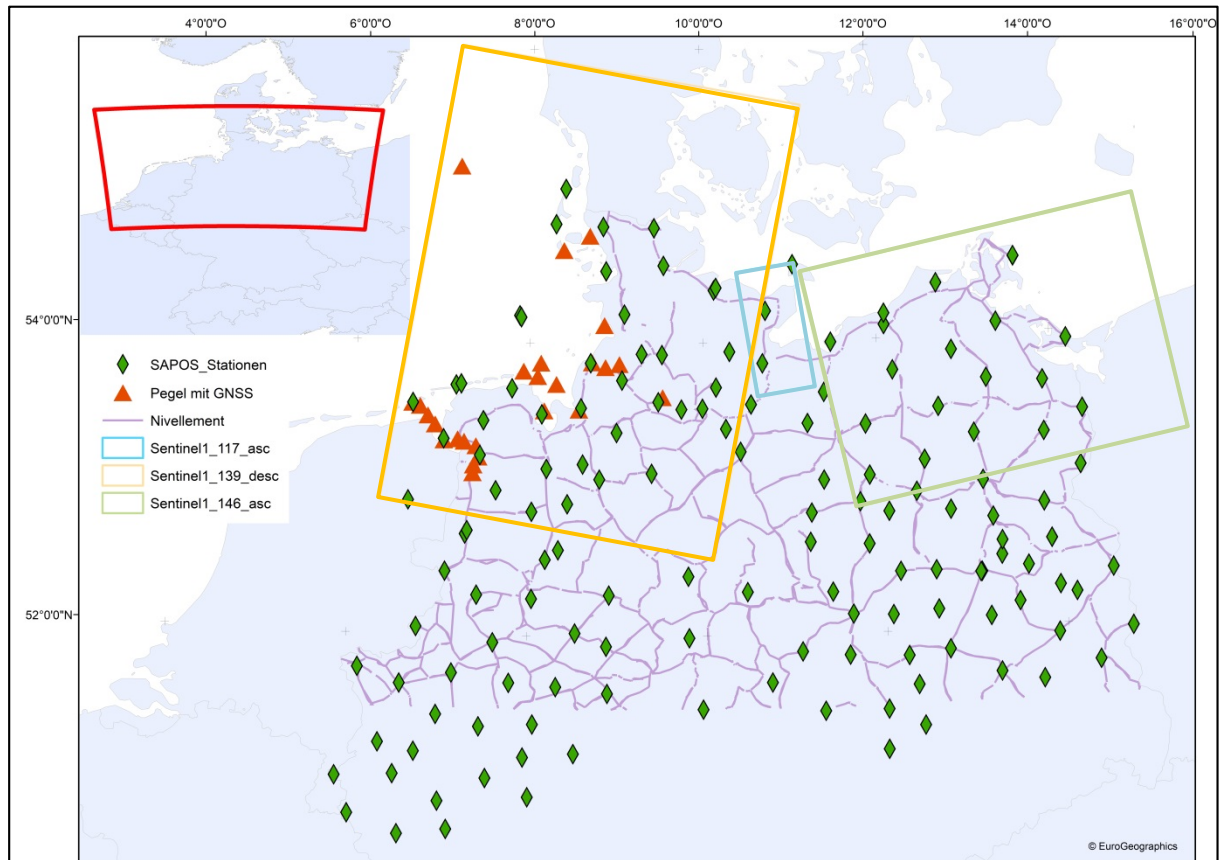 4°0'0"O 6°0'0"O 8°0'0"O 10°0'0"O 12°0'0"O 14°0'0"O 16°0'0"O
54°0'0"N
SAPOS_Stationen
Pegel mit GNSS
Nivellement
Sentinel1_117_asc
Sentinel1_139_desc
Sentinel1_146_asc
52°0'0"N
© EuroGeographics